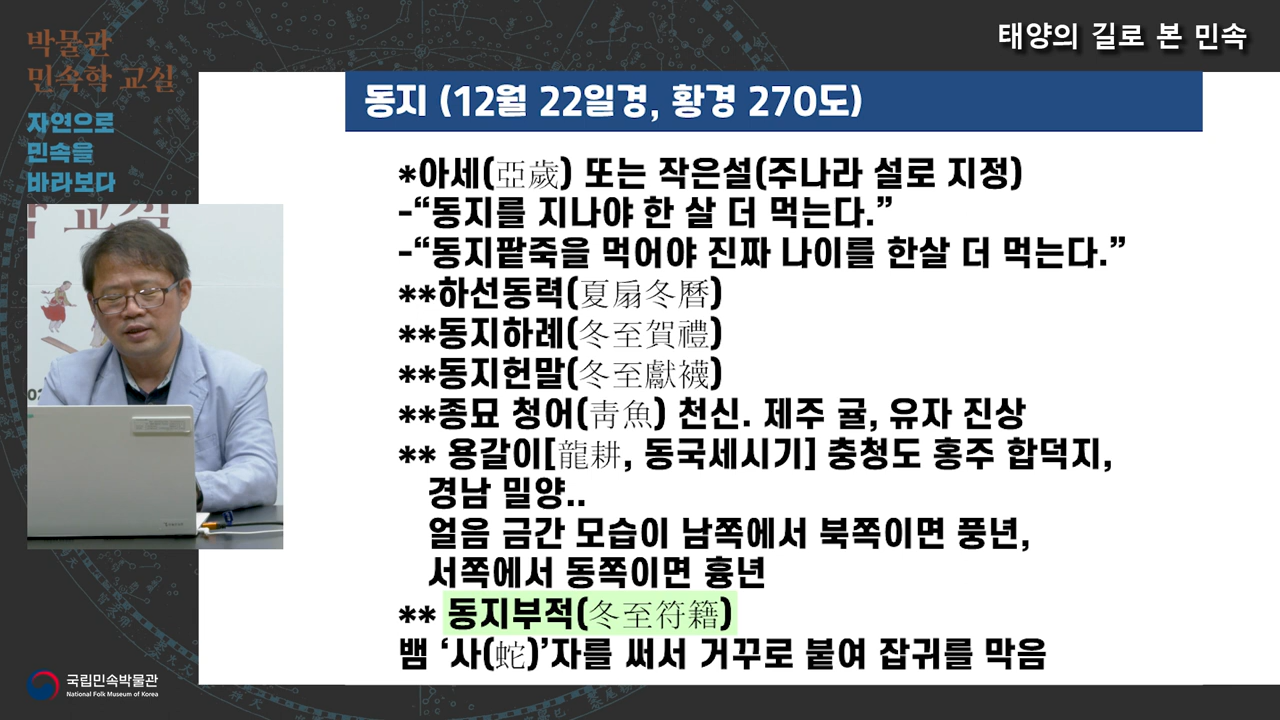 태양의 길로 본 민속
박물관
민속학 교실
자연으로
민속을
바라보다
동지 (12월 22일경, 황경 270도)
*아세(亞歲) 또는 작은설(주나라 설로 지정)
-“동지를 지나야 한 살 더 먹는다.”
-“동지팥죽을 먹어야 진짜 나이를 한살 더 먹는다.”
**하선동력(夏扇冬曆)
**동지하례(冬至賀禮)
**동지헌말(冬至獻襪)
**종묘 청어(靑魚) 천신. 제주 귤, 유자 진상
** 용갈이[龍耕, 동국세시기] 충청도 홍주 합덕지,
경남 밀양..
얼음 금간 모습이 남쪽에서 북쪽이면 풍년,
서쪽에서 동쪽이면 흉년
** 동지부적(冬至符籍)
뱀 ‘사(蛇)’자를 써서 거꾸로 붙여 잡귀를 막음
국립민속박물관
National Folk Museum of Korea